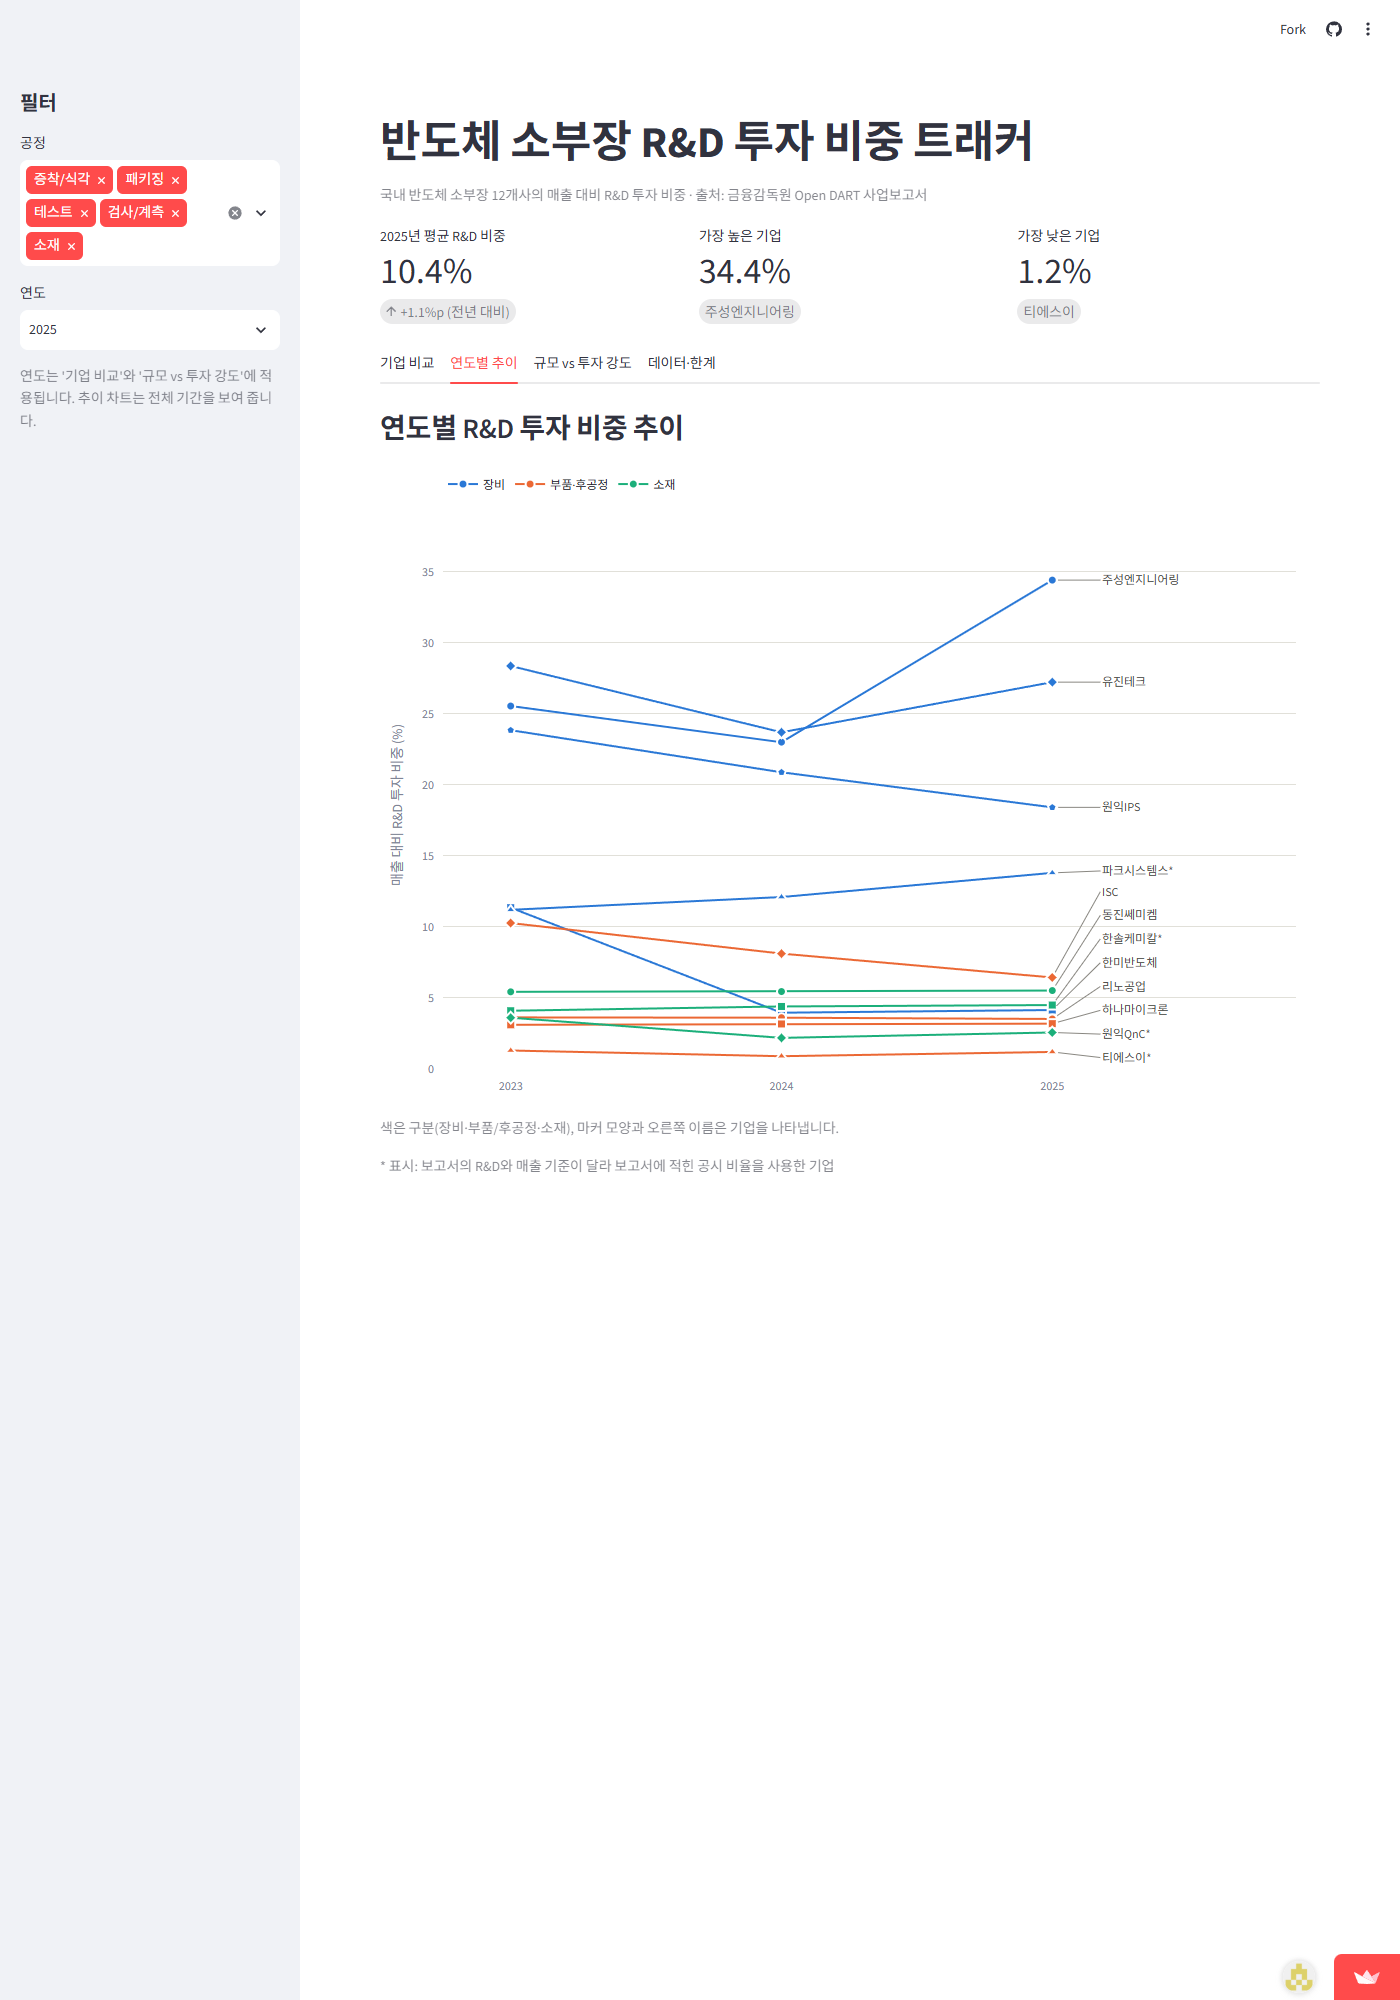 Fork
필터
공정
증착/식각 ×
패키징 ×
테스트 ×
검사/계측 ×
소재 ×
연도
2025
연도는 '기업 비교'와 '규모 vs 투자 강도'에 적
용됩니다. 추이 차트는 전체 기간을 보여 줍니
다.
반도체 소부장 R&D 투자 비중 트래커
국내 반도체 소부장 12개사의 매출 대비 R&D 투자 비중 · 출처: 금융감독원 Open DART 사업보고서
2025년 평균 R&D 비중
10.4%
↑ +1.1%p (전년 대비)
가장 높은 기업
34.4%
주성엔지니어링
가장 낮은 기업
1.2%
티에스이
기업 비교 연도별 추이 규모 vs 투자 강도 데이터·한계
연도별 R&D 투자 비중 추이
장비 부품·후공정 소재
매출 대비 R&D 투자 비중 (%)
35
30
25
20
15
10
5
0
2023 2024 2025
주성엔지니어링
유진테크
원익IPS
파크시스템스*
ISC
동진쎄미켐
한솔케미칼*
한미반도체
리노공업
하나마이크론
원익QnC*
티에스이*
색은 구분(장비·부품/후공정·소재), 마커 모양과 오른쪽 이름은 기업을 나타냅니다.
* 표시: 보고서의 R&D와 매출 기준이 달라 보고서에 적힌 공시 비율을 사용한 기업